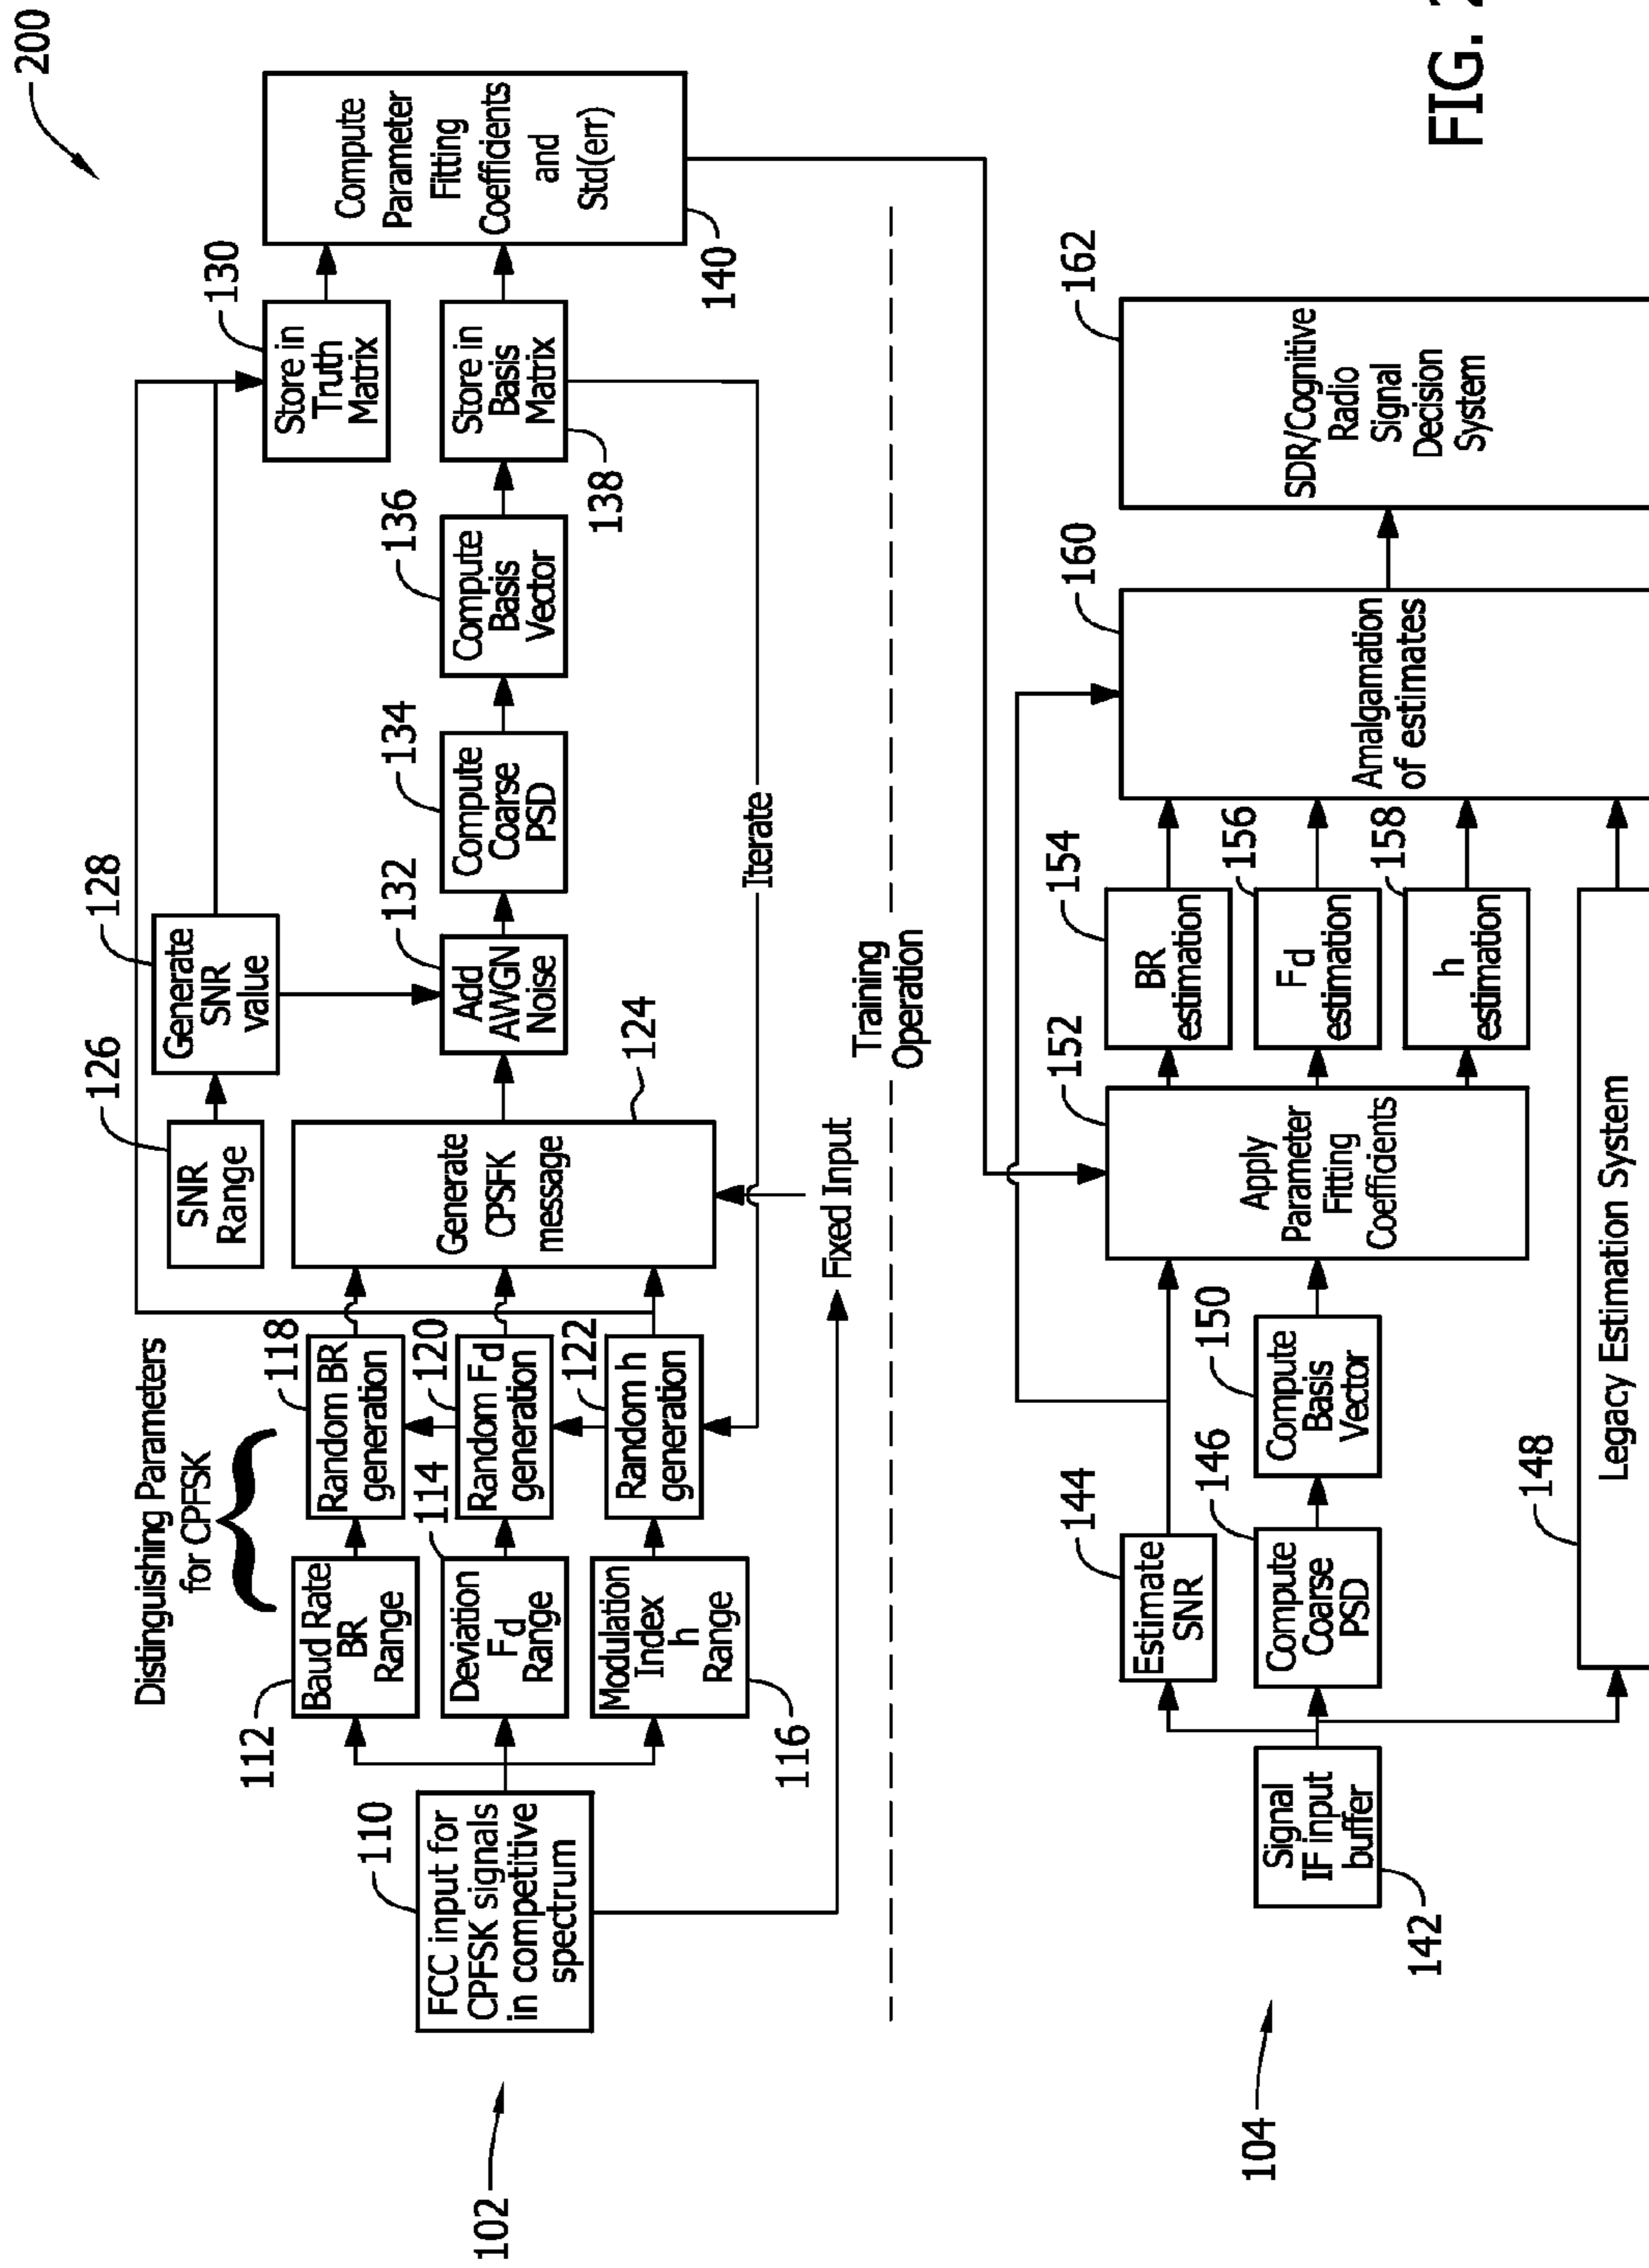 200
Distinguishing Parameters
for CPFSK
110
FCC input for
CPFSK signals
in competitive
spectrum
112
Baud Rate
BR
Range
114
Deviation
Fd
Range
116
Modulation
Index
h
Range
118
Random BR
generation
120
Random Fd
generation
122
Random h
generation
124
Generate
CPSFK
message
Fixed Input
126
SNR
Range
128
Generate
SNR
value
130
Store in
Truth
Matrix
132
Add
AWGN
Noise
134
Compute
Coarse
PSD
136
Compute
Basis
Vector
138
Store in
Basis
Matrix
Iterate
140
Compute
Parameter
Fitting
Coefficients
and
Std(err)
102
Training
Operation
104
142
Signal
IF input
buffer
144
Estimate
SNR
146
Compute
Coarse
PSD
148
Legacy Estimation System
150
Compute
Basis
Vector
152
Apply
Parameter
Fitting
Coefficients
154
BR
estimation
156
Fd
estimation
158
h
estimation
160
Amalgamation
of estimates
162
SDR/Cognitive
Radio
Signal
Decision
System
FIG.